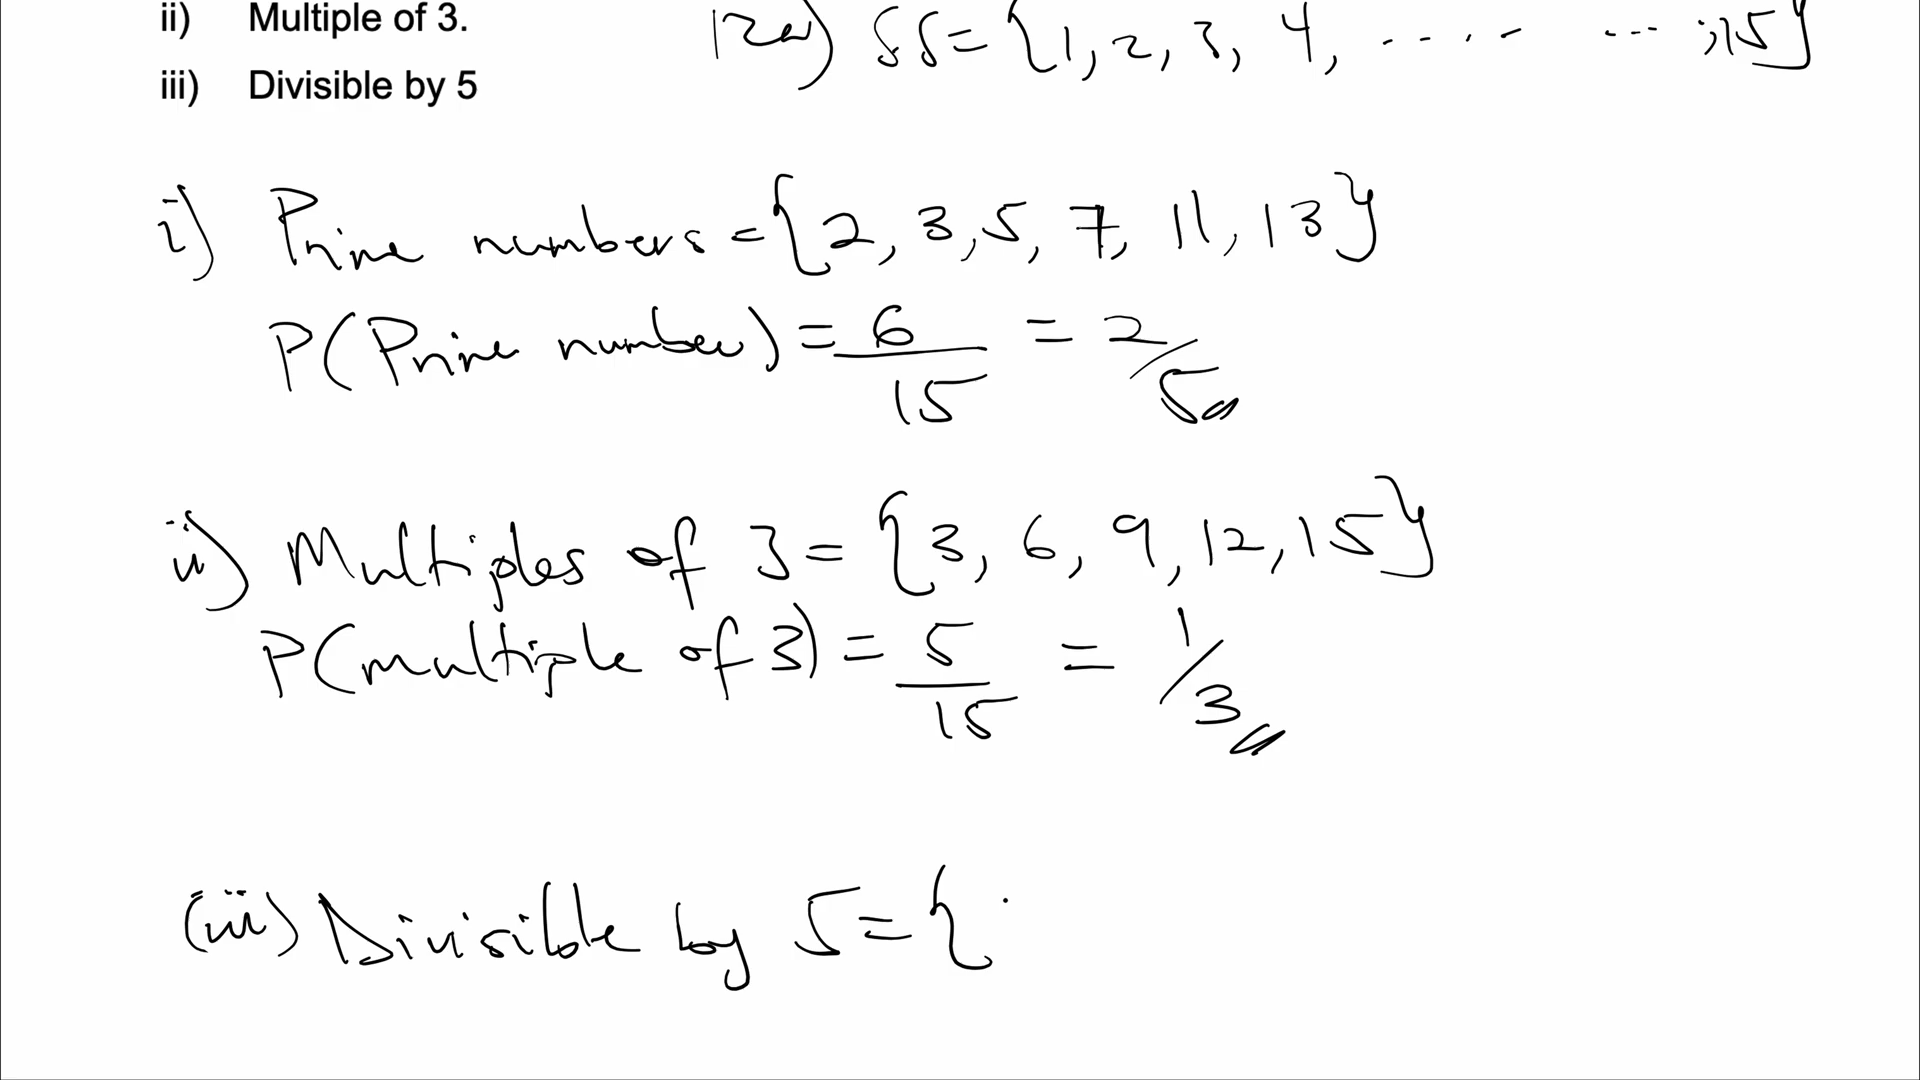 ii) Multiple of 3.
12a) SS = {1, 2, 3, 4, ..... ... , 15}
iii) Divisible by 5
i) Prime numbers = {2, 3, 5, 7, 11, 13}
P(Prime number) = 6/15 = 2/5
ii) Multiples of 3 = {3, 6, 9, 12, 15}
P(multiple of 3) = 5/15 = 1/3
(iii) Divisible by 5 = {